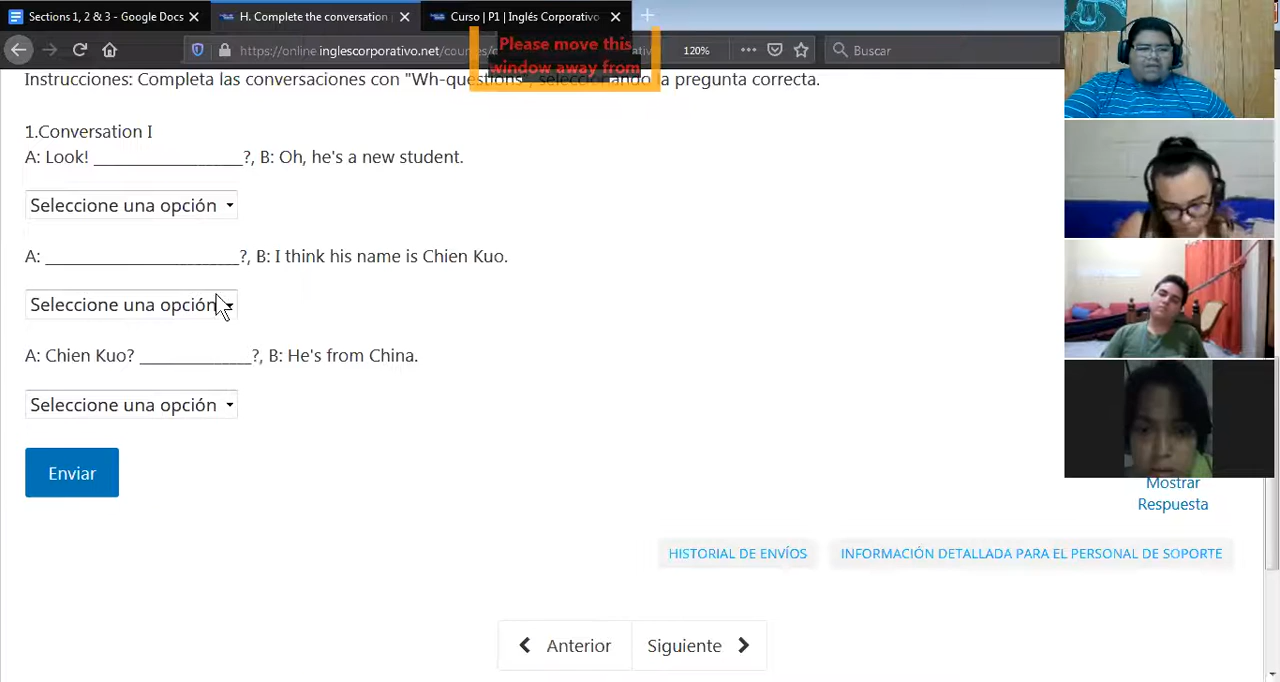 Sections 1, 2 & 3 - Google Docs
H. Complete the conversation
Curso | P1 | Inglés Corporativo
https://online.inglescorporativo.net/cou
120%
Buscar
Please move this
window away from
Instrucciones: Completa las conversaciones con "Wh-questions", seleccionando la pregunta correcta.
1.Conversation I
A: Look! __________________?, B: Oh, he's a new student.
Seleccione una opción
A: _______________________?, B: I think his name is Chien Kuo.
Seleccione una opción
A: Chien Kuo? _____________?, B: He's from China.
Seleccione una opción
Enviar
Mostrar
Respuesta
HISTORIAL DE ENVÍOS
INFORMACIÓN DETALLADA PARA EL PERSONAL DE SOPORTE
Anterior
Siguiente